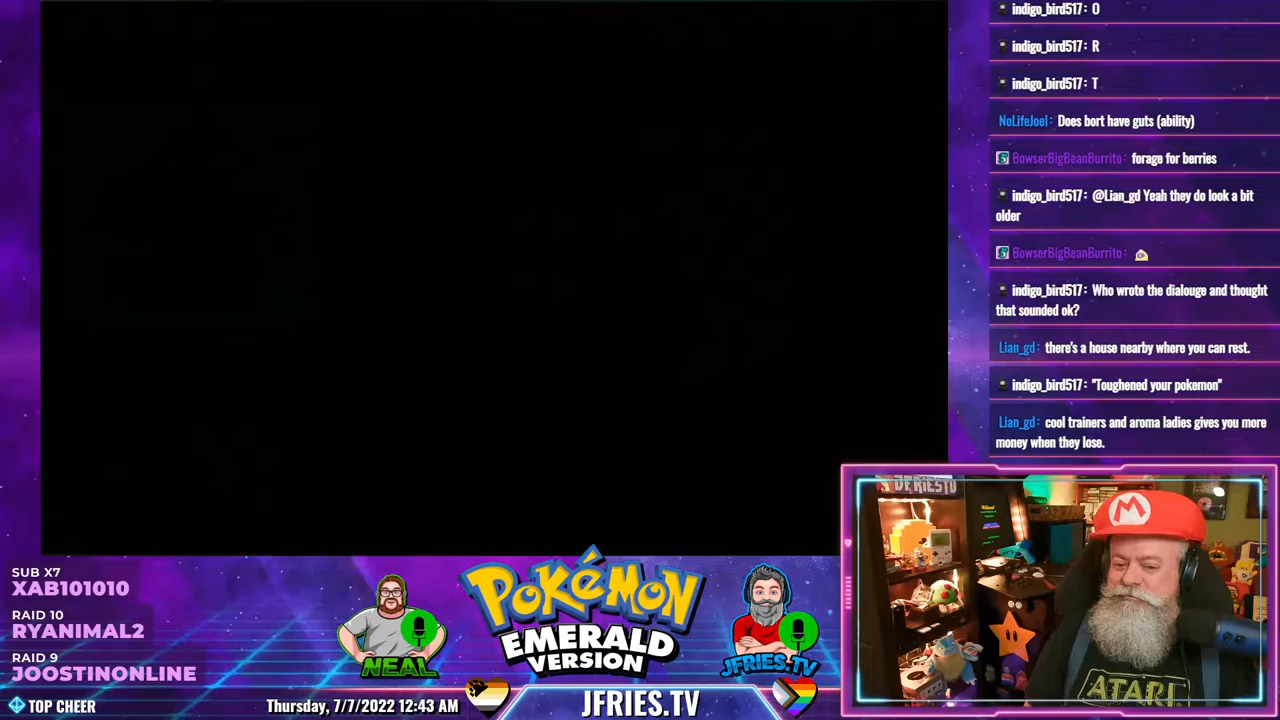 indigo_bird517: O
indigo_bird517: R
indigo_bird517: T
NoLifeJoel: Does bort have guts (ability)
BowserBigBeanBurrito: forage for berries
indigo_bird517: @Lian_gd Yeah they do look a bit
older
BowserBigBeanBurrito:
indigo_bird517: Who wrote the dialouge and thought
that sounded ok?
Lian_gd: there's a house nearby where you can rest.
indigo_bird517: "Toughened your pokemon"
Lian_gd: cool trainers and aroma ladies gives you more
money when they lose.
JFRIESTV
M
ATARI
SUB X7
XAB101010
RAID 10
RYANIMAL2
RAID 9
JOOSTINONLINE
NEAL
POKÉMON
EMERALD
VERSION
JFRIES.TV
TOP CHEER
Thursday, 7/7/2022 12:43 AM
JFRIES.TV